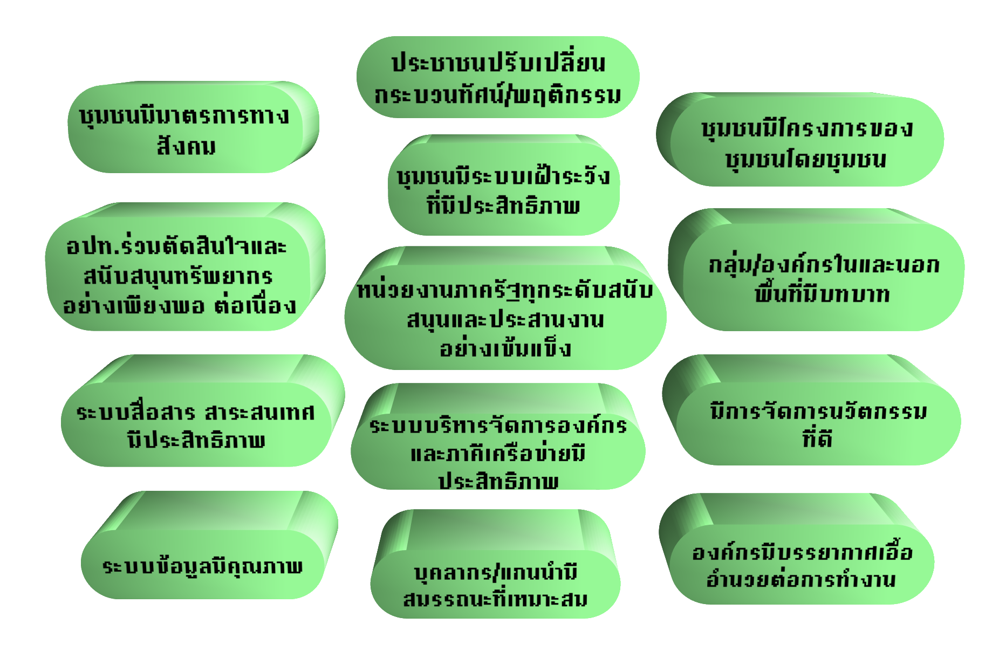 ประชาชนปรับเปลี่ยน
กระบวนทัศน์/พฤติกรรม
ชุมชนมีมาตรการทาง
สังคม
ชุมชนมีระบบเฝ้าระวัง
ที่มีประสิทธิภาพ
ชุมชนมีโครงการของ
ชุมชนโดยชุมชน
อปท.ร่วมตัดสินใจและ
สนับสนุนทรัพยากร
อย่างเพียงพอ ต่อเนื่อง
หน่วยงานภาครัฐทุกระดับสนับ
สนุนและประสานงาน
อย่างเข้มแข็ง
กลุ่ม/องค์กรในและนอก
พื้นที่มีบทบาท
ระบบสื่อสาร สาระสนเทศ
มีประสิทธิภาพ
ระบบบริหารจัดการองค์กร
และภาคีเครือข่ายมี
ประสิทธิภาพ
มีการจัดการนวัตกรรม
ที่ดี
ระบบข้อมูลมีคุณภาพ
บุคลากร/แกนนำมี
สมรรถนะที่เหมาะสม
องค์กรมีบรรยากาศเอื้อ
อำนวยต่อการทำงาน